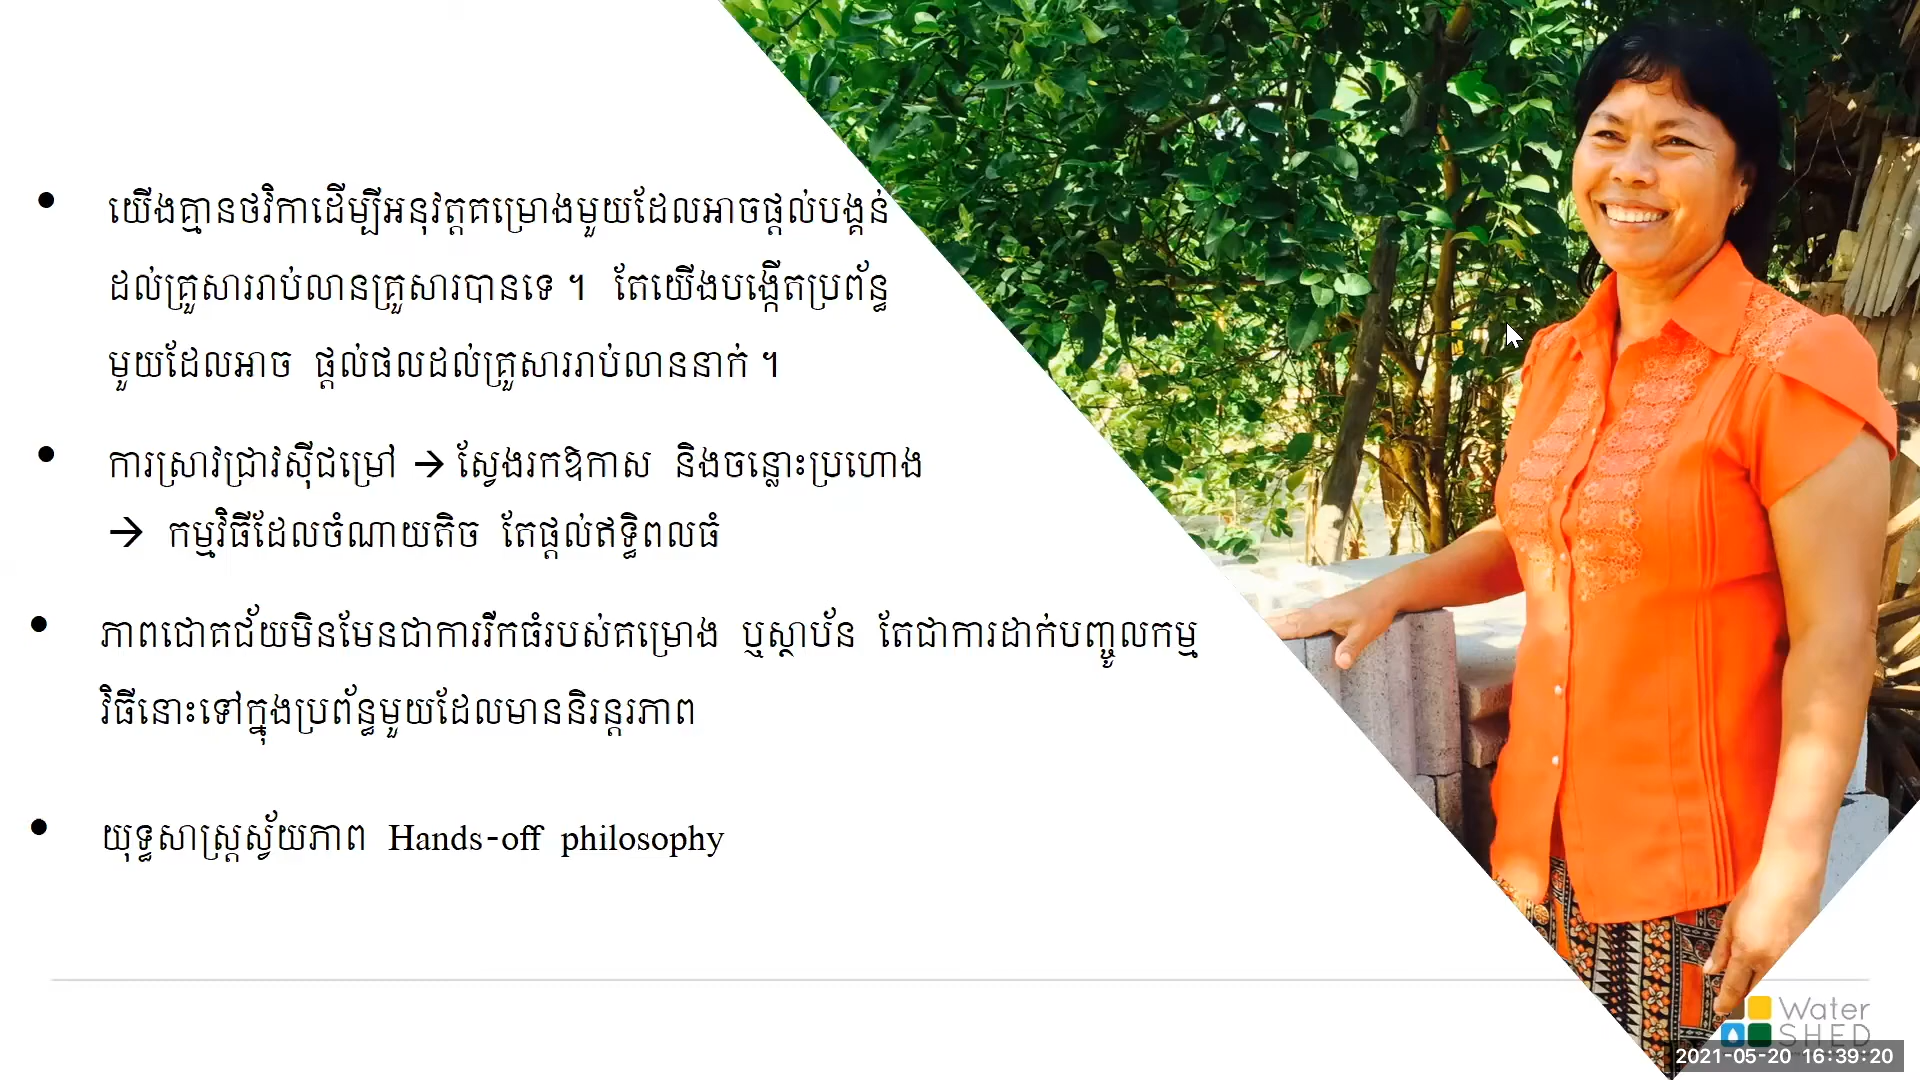 យើងគ្មានថវិកាដើម្បីអនុវត្តគម្រោងមួយដែលអាចផ្តល់បង្គន់
ដល់គ្រួសាររាប់លានគ្រួសារបានទេ ។ តែយើងបង្កើតប្រព័ន្ធ
មួយដែលអាច ផ្តល់ផលដល់គ្រួសាររាប់លាននាក់ ។
ការស្រាវជ្រាវស៊ីជម្រៅ → ស្វែងរកឱកាស និងចន្លោះប្រហោង
→ កម្មវិធីដែលចំណាយតិច តែផ្តល់ឥទ្ធិពលធំ
ភាពជោគជ័យមិនមែនជាការរីកធំរបស់គម្រោង ឬស្ថាប័ន តែជាការដាក់បញ្ចូលកម្ម
វិធីនោះទៅក្នុងប្រព័ន្ធមួយដែលមាននិរន្តរភាព
យុទ្ធសាស្ត្រស្វ័យភាព Hands-off philosophy
Water
SHED
2021-05-20 16:39:20